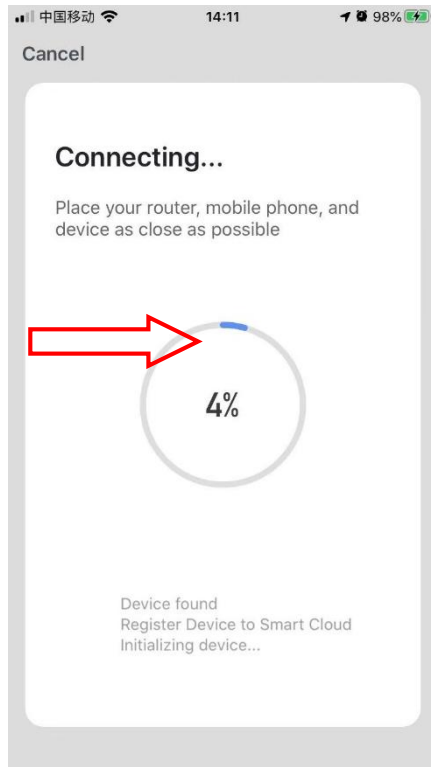 中国移动 14:11 98%
Cancel
Connecting...
Place your router, mobile phone, and
device as close as possible
4%
Device found
Register Device to Smart Cloud
Initializing device...